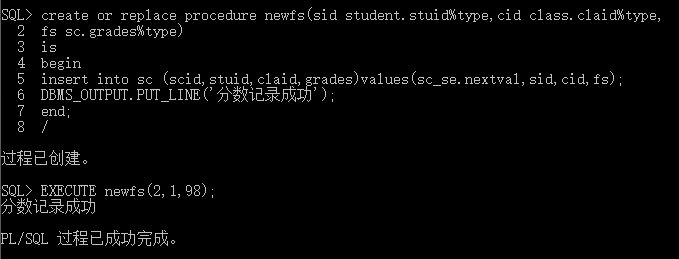 SQL> create or replace procedure newfs(sid student.stuid%type,cid class.claid%type,
2 fs sc.grades%type)
3 is
4 begin
5 insert into sc (scid,stuid,claid,grades)values(sc_se.nextval,sid,cid,fs);
6 DBMS_OUTPUT.PUT_LINE('分数记录成功');
7 end;
8 /
过程已创建。
SQL> EXECUTE newfs(2,1,98);
分数记录成功
PL/SQL 过程已成功完成。